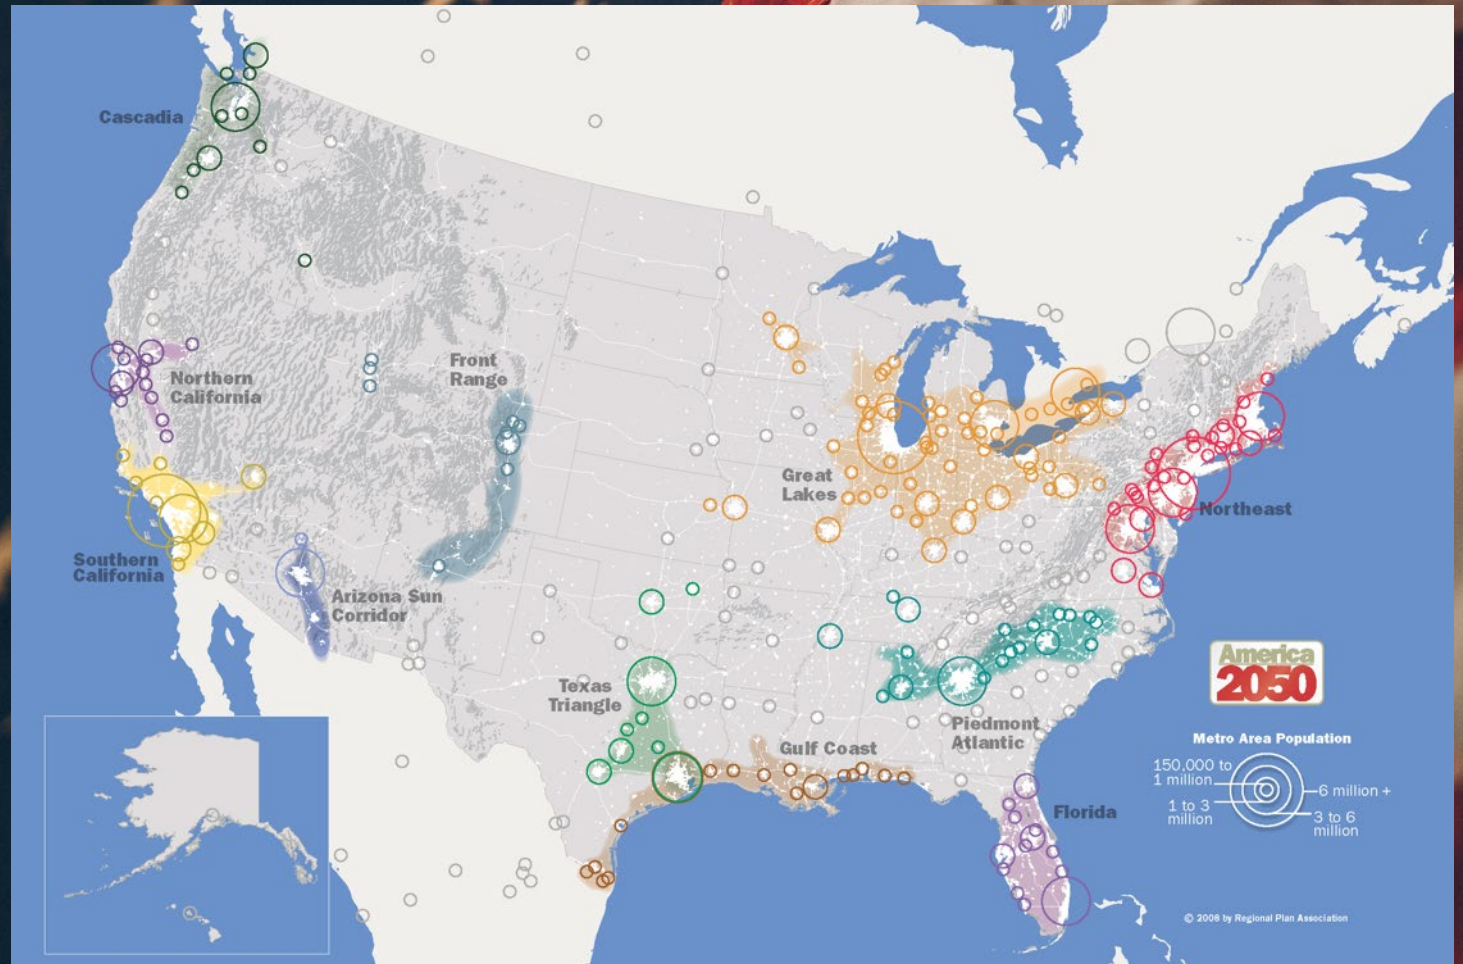 Cascadia
Northern
California
Front
Range
Great
Lakes
Northeast
Southern
California
Arizona Sun
Corridor
Texas
Triangle
Gulf Coast
Piedmont
Atlantic
Florida
America
2050
Metro Area Population
150,000 to
1 million
1 to 3
million
6 million +
3 to 6
million
© 2008 by Regional Plan Association